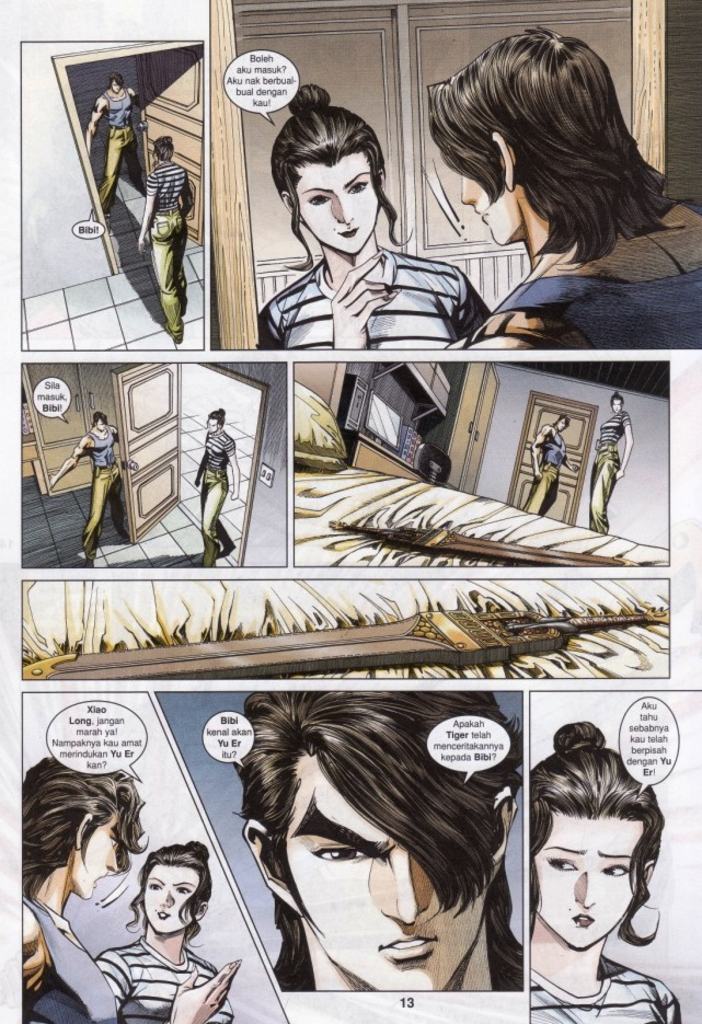 Bibi!
Boleh
aku masuk?
Aku nak berbual-
bual dengan
kau!
Sila
masuk,
Bibi!
Xiao
Long, jangan
marah ya!
Nampaknya kau amat
merindukan Yu Er
kan?
Bibi
kenal akan
Yu Er
itu?
Apakah
Tiger telah
menceritakannya
kepada Bibi?
Aku
tahu
sebabnya
kau telah
berpisah
dengan Yu
Er!
13